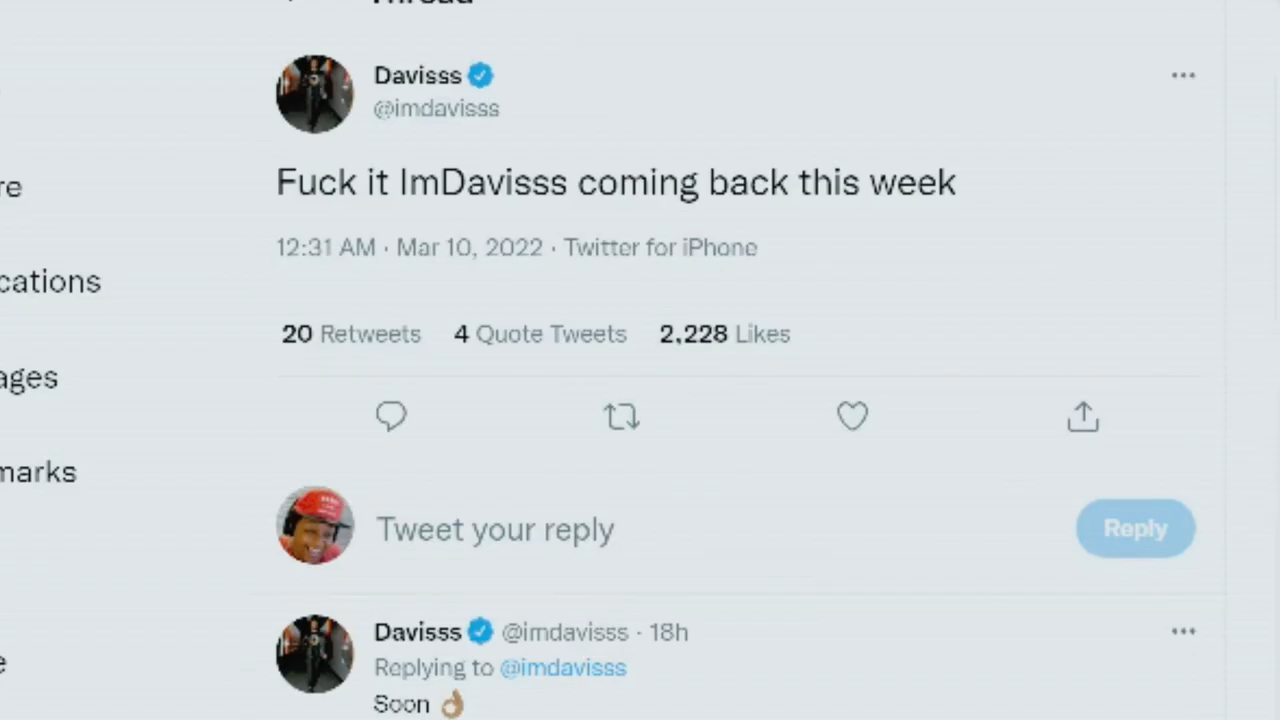 Thread
Davisss
@imdavisss
Fuck it ImDavisss coming back this week
12:31 AM · Mar 10, 2022 · Twitter for iPhone
20 Retweets 4 Quote Tweets 2,228 Likes
re
cations
ages
marks
e
Tweet your reply
Reply
Davisss @imdavisss · 18h
Replying to @imdavisss
Soon 👌🏽